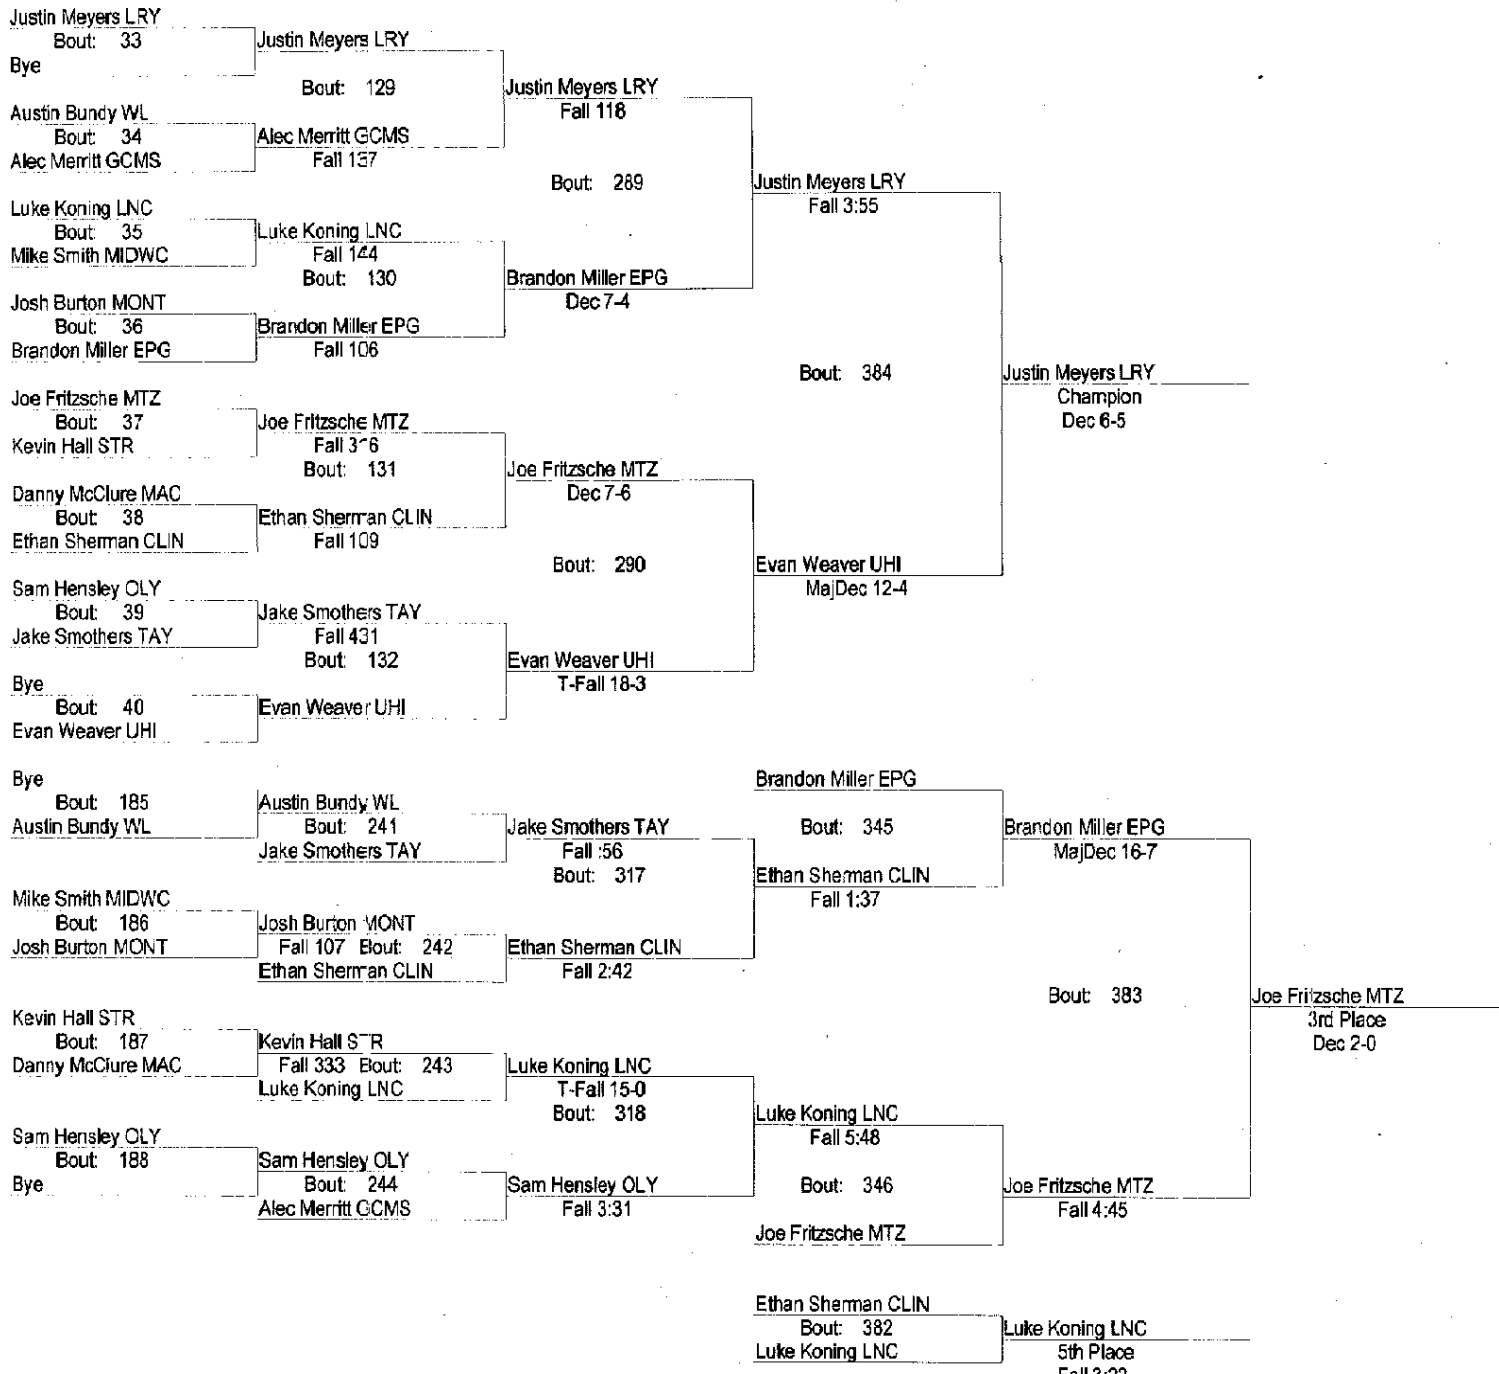 Justin Meyers LRY
Bout: 33
Bye
Justin Meyers LRY
Bout: 129
Austin Bundy WL
Bout: 34
Alec Merritt GCMS
Alec Merritt GCMS
Fall 137
Justin Meyers LRY
Fall 118
Bout: 289
Luke Koning LNC
Bout: 35
Mike Smith MIDWC
Luke Koning LNC
Fall 144
Bout: 130
Josh Burton MONT
Bout: 36
Brandon Miller EPG
Brandon Miller EPG
Fall 106
Brandon Miller EPG
Dec 7-4
Justin Meyers LRY
Fall 3:55
Bout: 384
Joe Fritzsche MTZ
Bout: 37
Kevin Hall STR
Joe Fritzsche MTZ
Fall 316
Bout: 131
Danny McClure MAC
Bout: 38
Ethan Sherman CLIN
Ethan Sherman CLIN
Fall 109
Joe Fritzsche MTZ
Dec 7-6
Bout: 290
Sam Hensley OLY
Bout: 39
Jake Smothers TAY
Jake Smothers TAY
Fall 431
Bout: 132
Bye
Bout: 40
Evan Weaver UHI
Evan Weaver UHI
Evan Weaver UHI
T-Fall 18-3
Evan Weaver UHI
MajDec 12-4
Justin Meyers LRY
Champion
Dec 6-5
Bye
Bout: 185
Austin Bundy WL
Austin Bundy WL
Bout: 241
Jake Smothers TAY
Jake Smothers TAY
Fall :56
Bout: 317
Mike Smith MIDWC
Bout: 186
Josh Burton MONT
Josh Burton MONT
Fall 107 Bout: 242
Ethan Sherman CLIN
Ethan Sherman CLIN
Fall 2:42
Brandon Miller EPG
Bout: 345
Ethan Sherman CLIN
Fall 1:37
Brandon Miller EPG
MajDec 16-7
Bout: 383
Kevin Hall STR
Bout: 187
Danny McClure MAC
Kevin Hall STR
Fall 333 Bout: 243
Luke Koning LNC
Luke Koning LNC
T-Fall 15-0
Bout: 318
Sam Hensley OLY
Bout: 188
Bye
Sam Hensley OLY
Bout: 244
Alec Merritt GCMS
Sam Hensley OLY
Fall 3:31
Luke Koning LNC
Fall 5:48
Bout: 346
Joe Fritzsche MTZ
Joe Fritzsche MTZ
Fall 4:45
Joe Fritzsche MTZ
3rd Place
Dec 2-0
Ethan Sherman CLIN
Bout: 382
Luke Koning LNC
Luke Koning LNC
5th Place